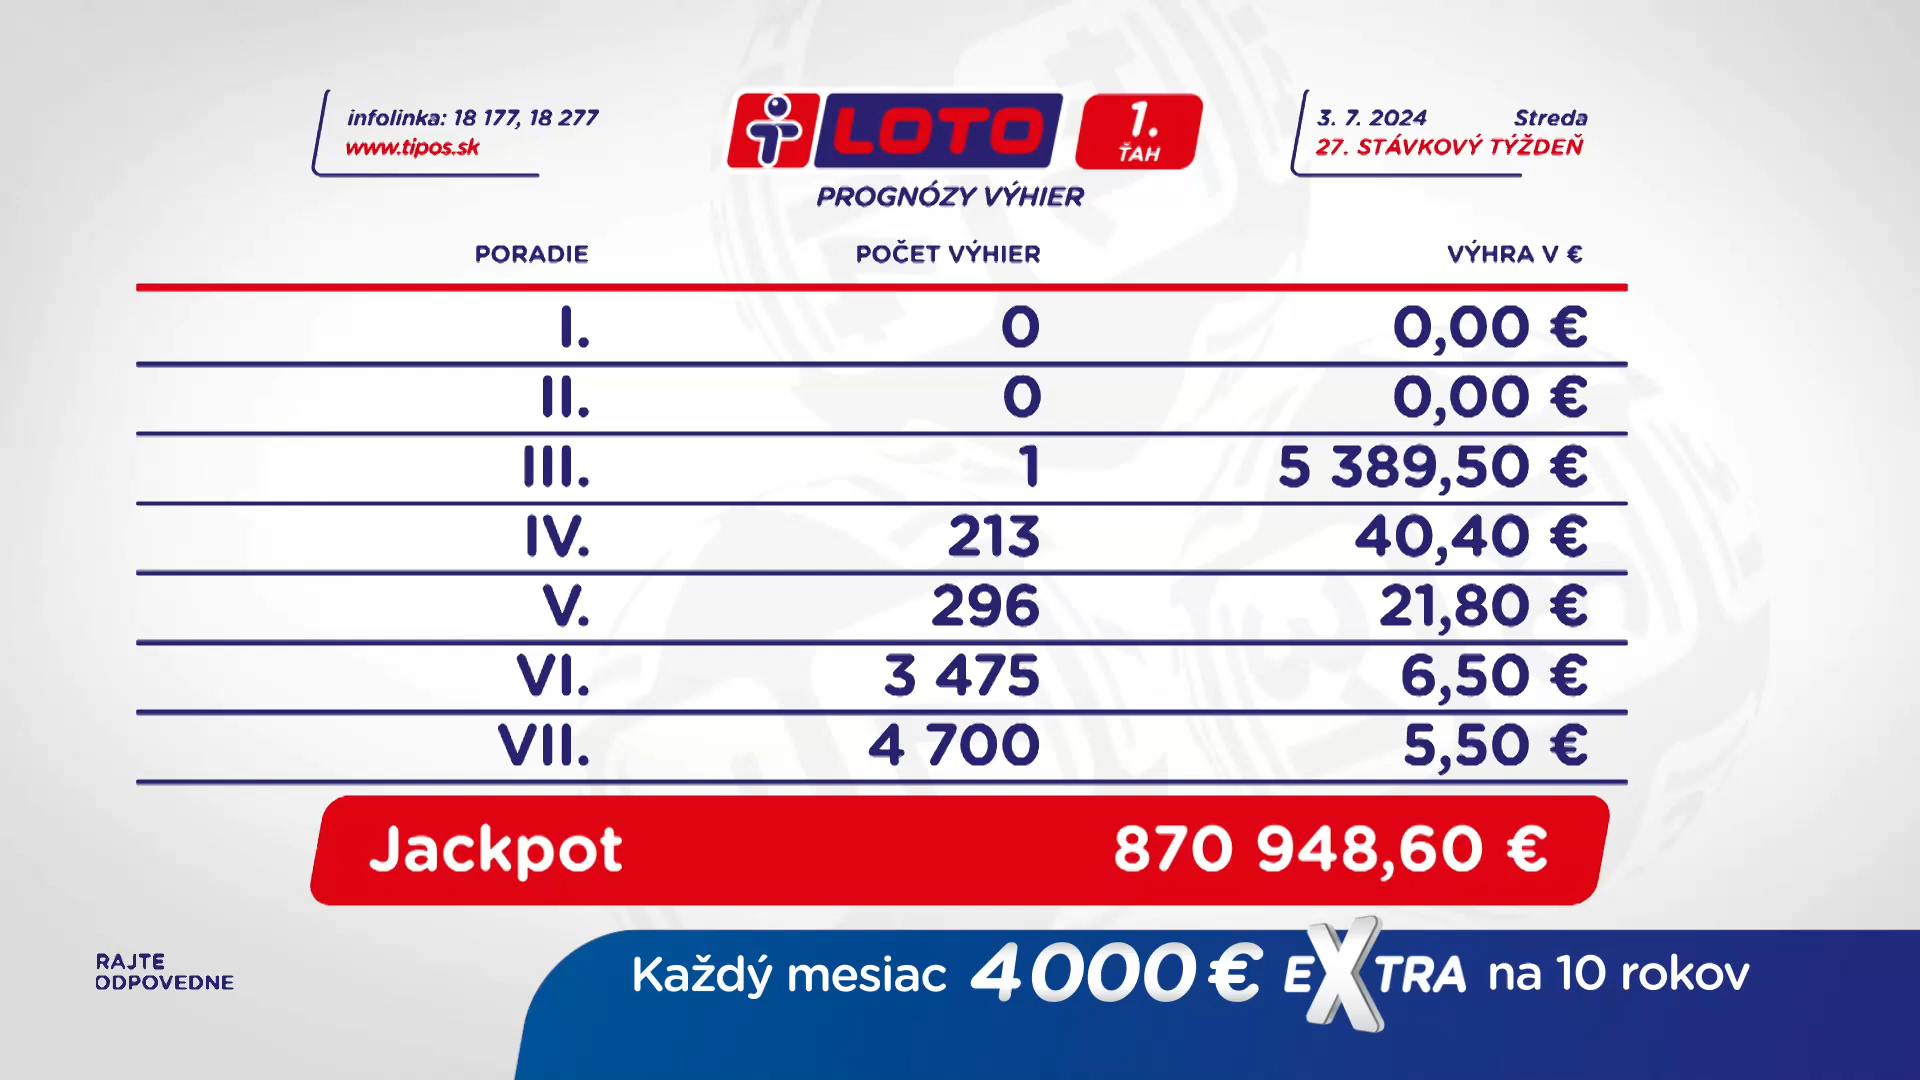 infolinka: 18 177, 18 277
www.tipos.sk
LOTO
1.
ŤAH
3. 7. 2024 Streda
27. STÁVKOVÝ TÝŽDEŇ
PROGNÓZY VÝHIER
PORADIE POČET VÝHIER VÝHRA V €
I. 0 0,00 €
II. 0 0,00 €
III. 1 5 389,50 €
IV. 213 40,40 €
V. 296 21,80 €
VI. 3 475 6,50 €
VII. 4 700 5,50 €
Jackpot 870 948,60 €
RAJTE
ODPOVEDNE
Každý mesiac 4000 € EXTRA na 10 rokov